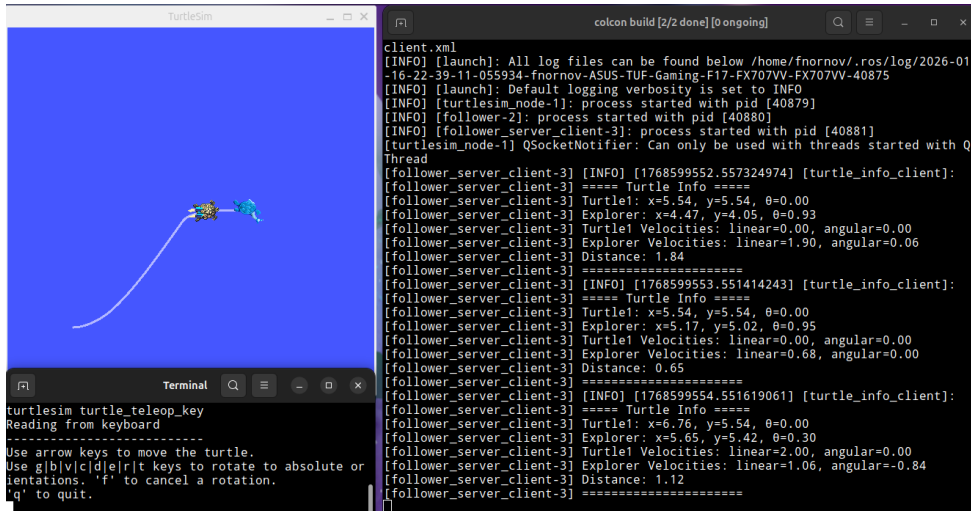 TurtleSim
colcon build [2/2 done] [0 ongoing]
client.xml
[INFO] [launch]: All log files can be found below /home/fnornov/.ros/log/2026-01
-16-22-39-11-055934-fnornov-ASUS-TUF-Gaming-F17-FX707VV-FX707VV-40875
[INFO] [launch]: Default logging verbosity is set to INFO
[INFO] [turtlesim_node-1]: process started with pid [40879]
[INFO] [follower-2]: process started with pid [40880]
[INFO] [follower_server_client-3]: process started with pid [40881]
[turtlesim_node-1] QSocketNotifier: Can only be used with threads started with Q
Thread
[follower_server_client-3] [INFO] [1768599552.557324974] [turtle_info_client]:
[follower_server_client-3] ===== Turtle Info =====
[follower_server_client-3] Turtle1: x=5.54, y=5.54, θ=0.00
[follower_server_client-3] Explorer: x=4.47, y=4.05, θ=0.93
[follower_server_client-3] Turtle1 Velocities: linear=0.00, angular=0.00
[follower_server_client-3] Explorer Velocities: linear=1.90, angular=0.06
[follower_server_client-3] Distance: 1.84
[follower_server_client-3] =======================
[follower_server_client-3] [INFO] [1768599553.551414243] [turtle_info_client]:
[follower_server_client-3] ===== Turtle Info =====
[follower_server_client-3] Turtle1: x=5.54, y=5.54, θ=0.00
[follower_server_client-3] Explorer: x=5.17, y=5.02, θ=0.95
[follower_server_client-3] Turtle1 Velocities: linear=0.00, angular=0.00
[follower_server_client-3] Explorer Velocities: linear=0.68, angular=0.00
[follower_server_client-3] Distance: 0.65
[follower_server_client-3] =======================
[follower_server_client-3] [INFO] [1768599554.551619061] [turtle_info_client]:
[follower_server_client-3] ===== Turtle Info =====
[follower_server_client-3] Turtle1: x=6.76, y=5.54, θ=0.00
[follower_server_client-3] Explorer: x=5.65, y=5.42, θ=0.30
[follower_server_client-3] Turtle1 Velocities: linear=2.00, angular=0.00
[follower_server_client-3] Explorer Velocities: linear=1.06, angular=-0.84
[follower_server_client-3] Distance: 1.12
[follower_server_client-3] =======================
Terminal
turtlesim turtle_teleop_key
Reading from keyboard
---------------------------
Use arrow keys to move the turtle.
Use g|b|v|c|d|e|r|t keys to rotate to absolute or
ientations. 'f' to cancel a rotation.
'q' to quit.